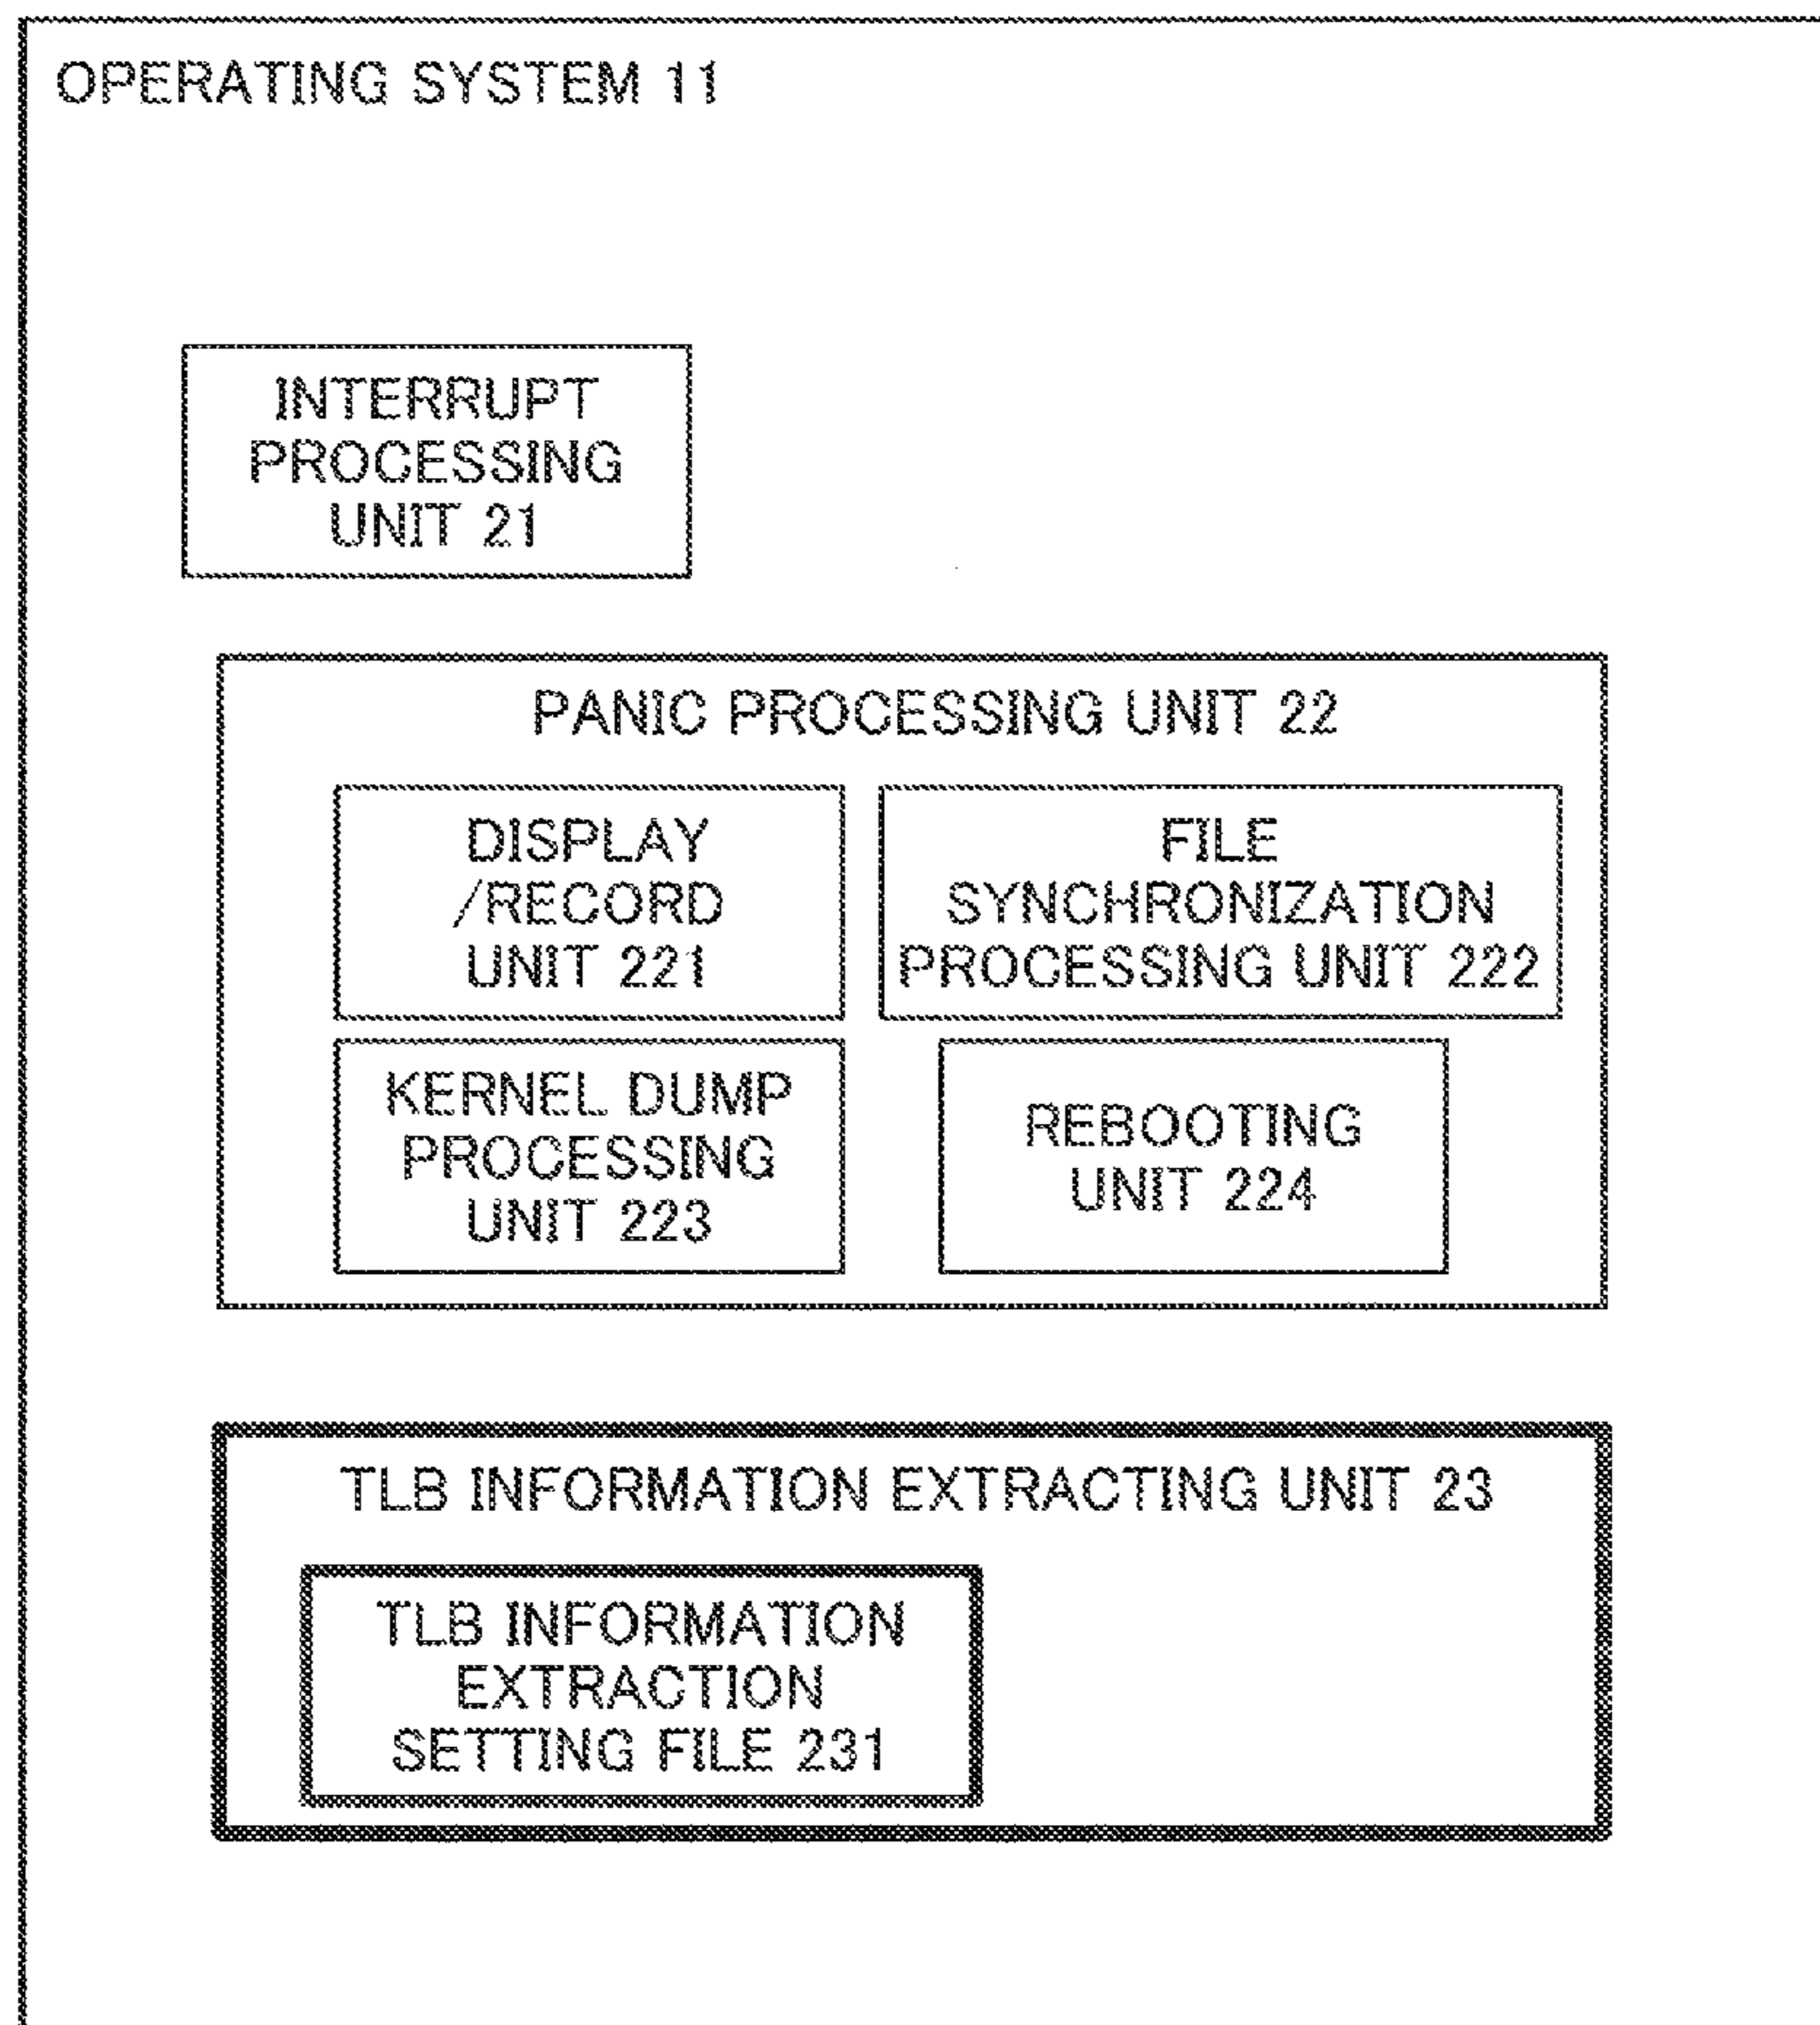 OPERATING SYSTEM 11
INTERRUPT
PROCESSING
UNIT 21
PANIC PROCESSING UNIT 22
DISPLAY
/RECORD
UNIT 221
FILE
SYNCHRONIZATION
PROCESSING UNIT 222
KERNEL DUMP
PROCESSING
UNIT 223
REBOOTING
UNIT 224
TLB INFORMATION EXTRACTING UNIT 23
TLB INFORMATION
EXTRACTION
SETTING FILE 231